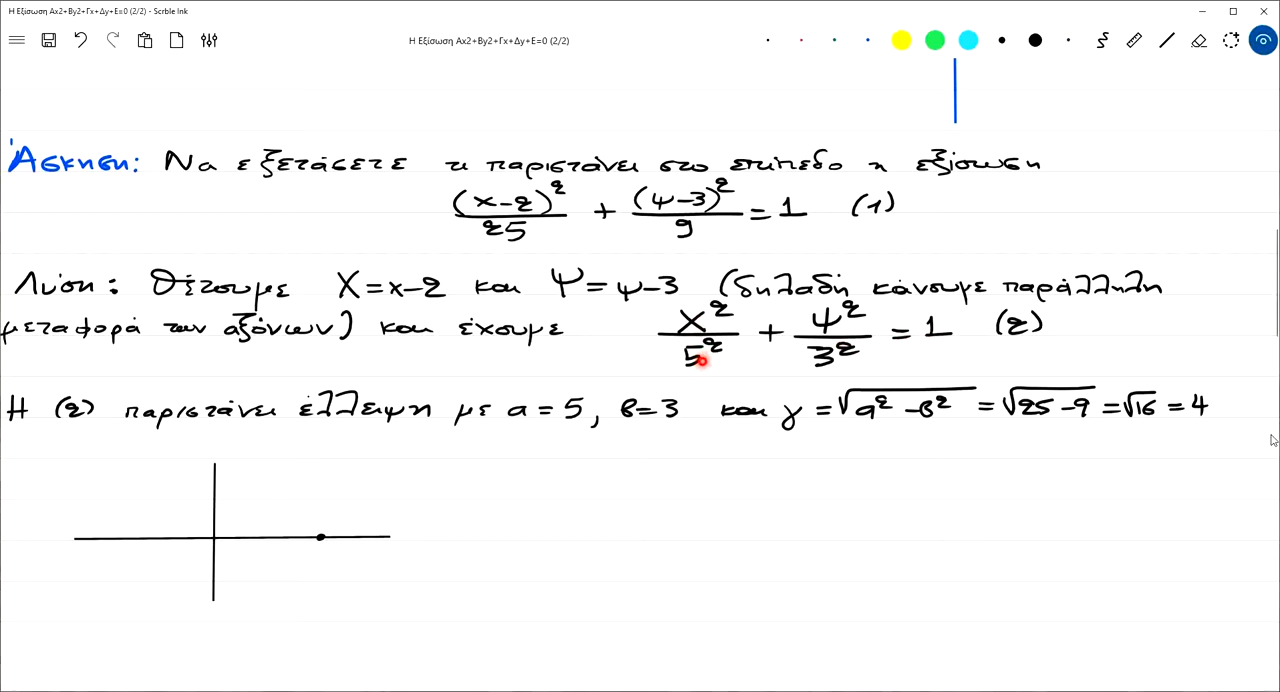 Η Εξίσωση Αx2+Βy2+Γx+Δy+Ε=0 (2/2) - Scrble Ink
Η Εξίσωση Αx2+Βy2+Γx+Δy+Ε=0 (2/2)
Άσκηση: Να εξετάσετε τι παριστάνει στο επίπεδο η εξίσωση
(x-2)²/25 + (ψ-3)²/9 = 1 (1)
Λύση: Θέτουμε Χ=x-2 και Ψ=ψ-3 (δηλαδή κάνουμε παράλληλη
μεταφορά των αξόνων) και έχουμε Χ²/5² + Ψ²/3² = 1 (2)
Η (2) παριστάνει έλλειψη με α=5, β=3 και γ=√α²-β² =√25-9 =√16 =4